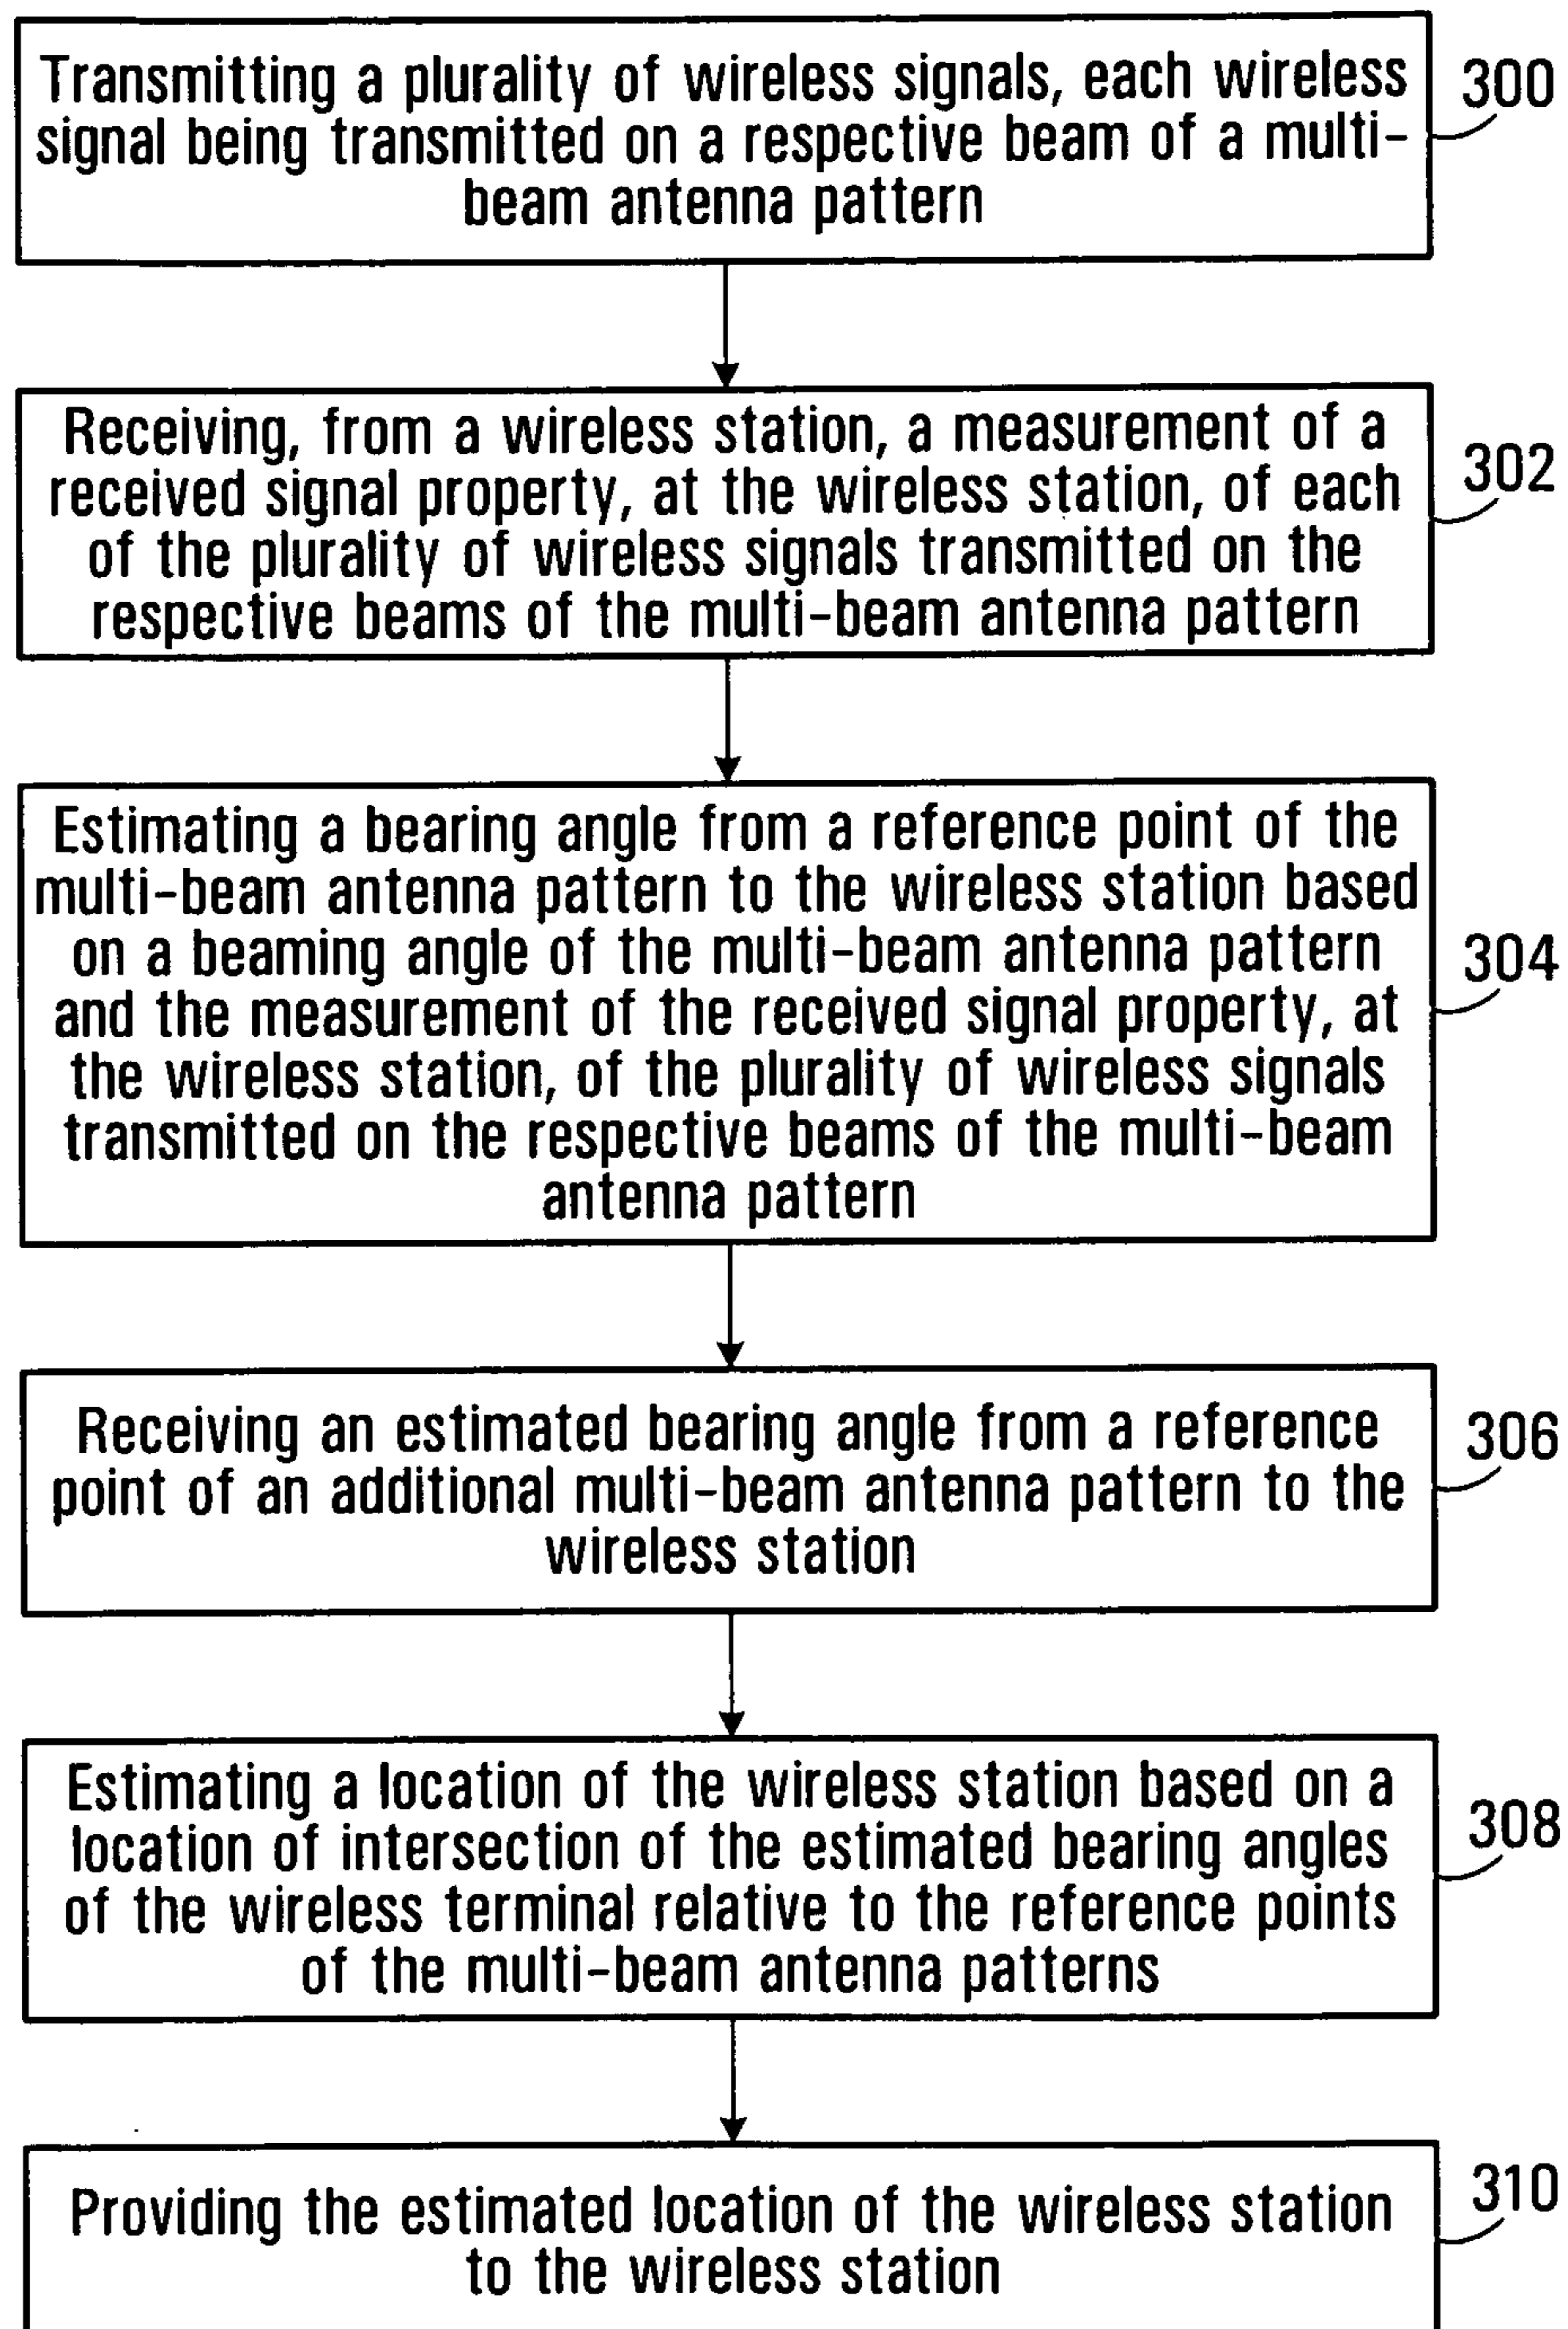 Transmitting a plurality of wireless signals, each wireless
signal being transmitted on a respective beam of a multi-
beam antenna pattern
300
Receiving, from a wireless station, a measurement of a
received signal property, at the wireless station, of each
of the plurality of wireless signals transmitted on the
respective beams of the multi-beam antenna pattern
302
Estimating a bearing angle from a reference point of the
multi-beam antenna pattern to the wireless station based
on a beaming angle of the multi-beam antenna pattern
and the measurement of the received signal property, at
the wireless station, of the plurality of wireless signals
transmitted on the respective beams of the multi-beam
antenna pattern
304
Receiving an estimated bearing angle from a reference
point of an additional multi-beam antenna pattern to the
wireless station
306
Estimating a location of the wireless station based on a
location of intersection of the estimated bearing angles
of the wireless terminal relative to the reference points
of the multi-beam antenna patterns
308
Providing the estimated location of the wireless station
to the wireless station
310